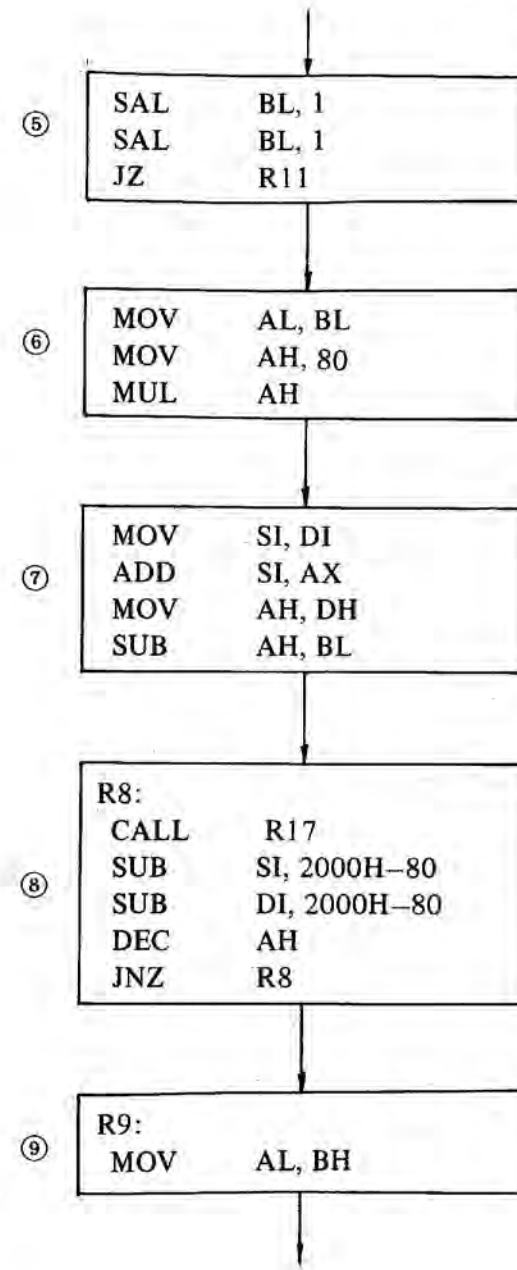 ⑤
SAL BL, 1
SAL BL, 1
JZ R11
⑥
MOV AL, BL
MOV AH, 80
MUL AH
⑦
MOV SI, DI
ADD SI, AX
MOV AH, DH
SUB AH, BL
⑧
R8:
CALL R17
SUB SI, 2000H–80
SUB DI, 2000H–80
DEC AH
JNZ R8
⑨
R9:
MOV AL, BH